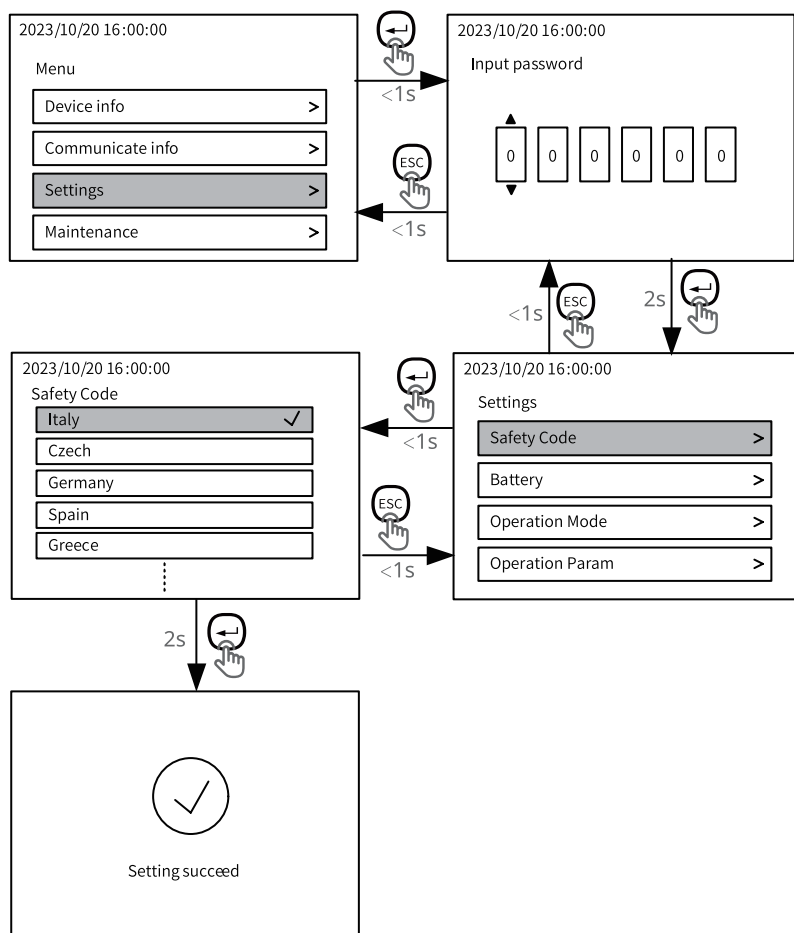 2023/10/20 16:00:00
Menu
Device info >
Communicate info >
Settings >
Maintenance >
<1s
ESC
<1s
2023/10/20 16:00:00
Input password
0 0 0 0 0 0
<1s
ESC
2s
2023/10/20 16:00:00
Safety Code
Italy
Czech
Germany
Spain
Greece
<1s
ESC
<1s
2023/10/20 16:00:00
Settings
Safety Code >
Battery >
Operation Mode >
Operation Param >
2s
Setting succeed